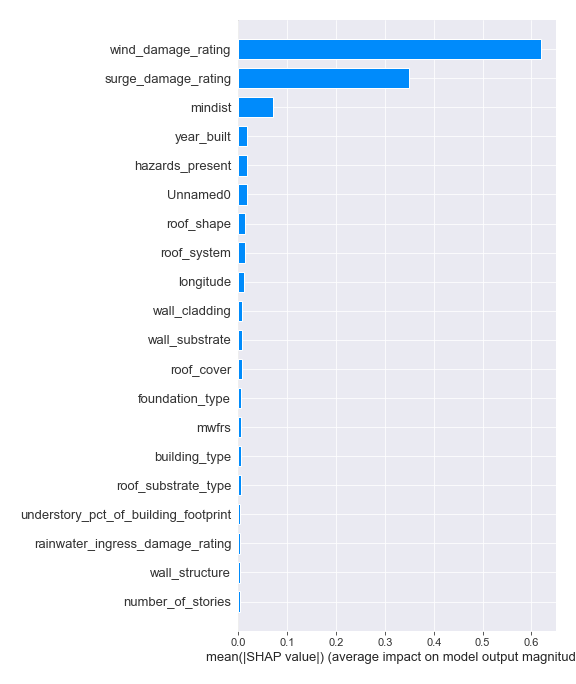 wind_damage_rating
surge_damage_rating
mindist
year_built
hazards_present
Unnamed0
roof_shape
roof_system
longitude
wall_cladding
wall_substrate
roof_cover
foundation_type
mwfrs
building_type
roof_substrate_type
understory_pct_of_building_footprint
rainwater_ingress_damage_rating
wall_structure
number_of_stories
0.0 0.1 0.2 0.3 0.4 0.5 0.6
mean(|SHAP value|) (average impact on model output magnitud